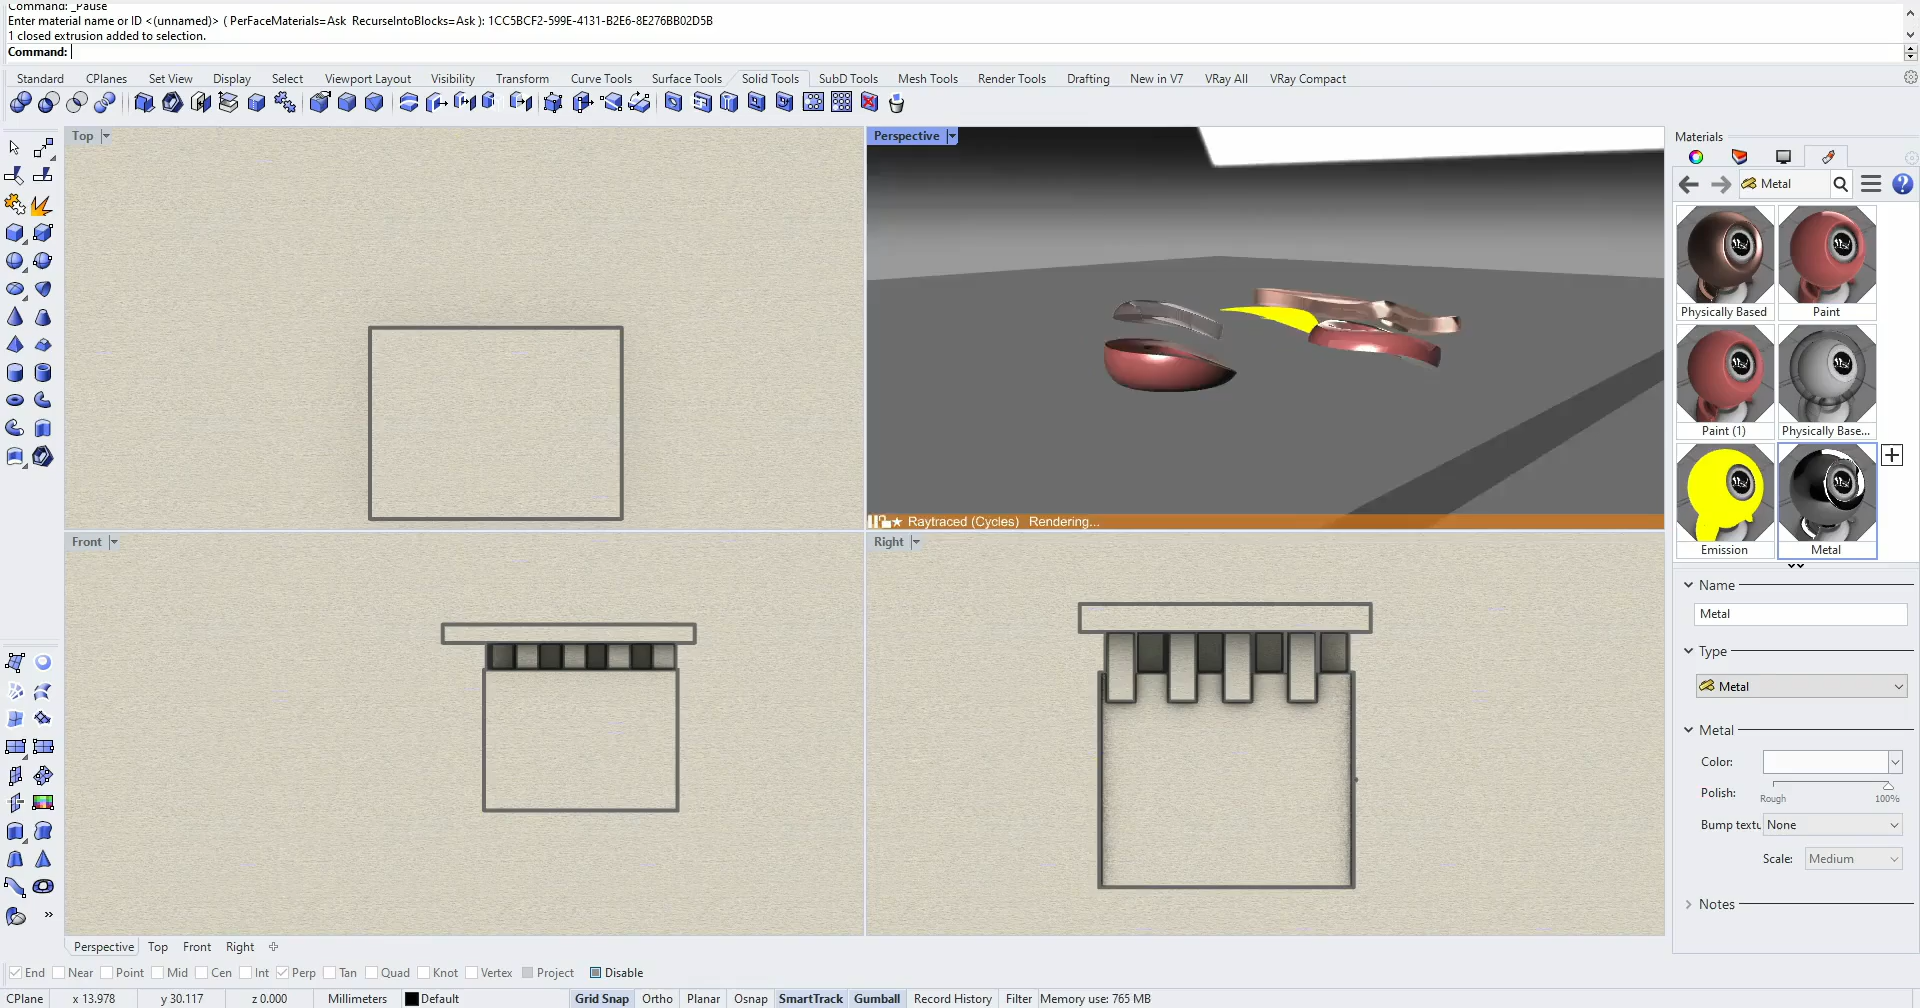 Command: _Pause
Enter material name or ID <(unnamed)> ( PerFaceMaterials=Ask  RecurseIntoBlocks=Ask ): 1CC5BCF2-599E-4131-B2E6-8E276BB02D5B
1 closed extrusion added to selection.
Command:
Standard CPlanes Set View Display Select Viewport Layout Visibility Transform Curve Tools Surface Tools Solid Tools SubD Tools Mesh Tools Render Tools Drafting New in V7 VRay All VRay Compact
Top
Perspective
Raytraced (Cycles) Rendering...
Front
Right
Materials
Metal
Physically Based
Paint
Paint (1)
Physically Base...
Emission
Metal
Name
Metal
Type
Metal
Metal
Color:
Polish:
Rough 100%
Bump textu None
Scale: Medium
Notes
Perspective Top Front Right
End Near Point Mid Cen Int Perp Tan Quad Knot Vertex Project Disable
CPlane x 13.978 y 30.117 z 0.000 Millimeters Default Grid Snap Ortho Planar Osnap SmartTrack Gumball Record History Filter Memory use: 765 MB